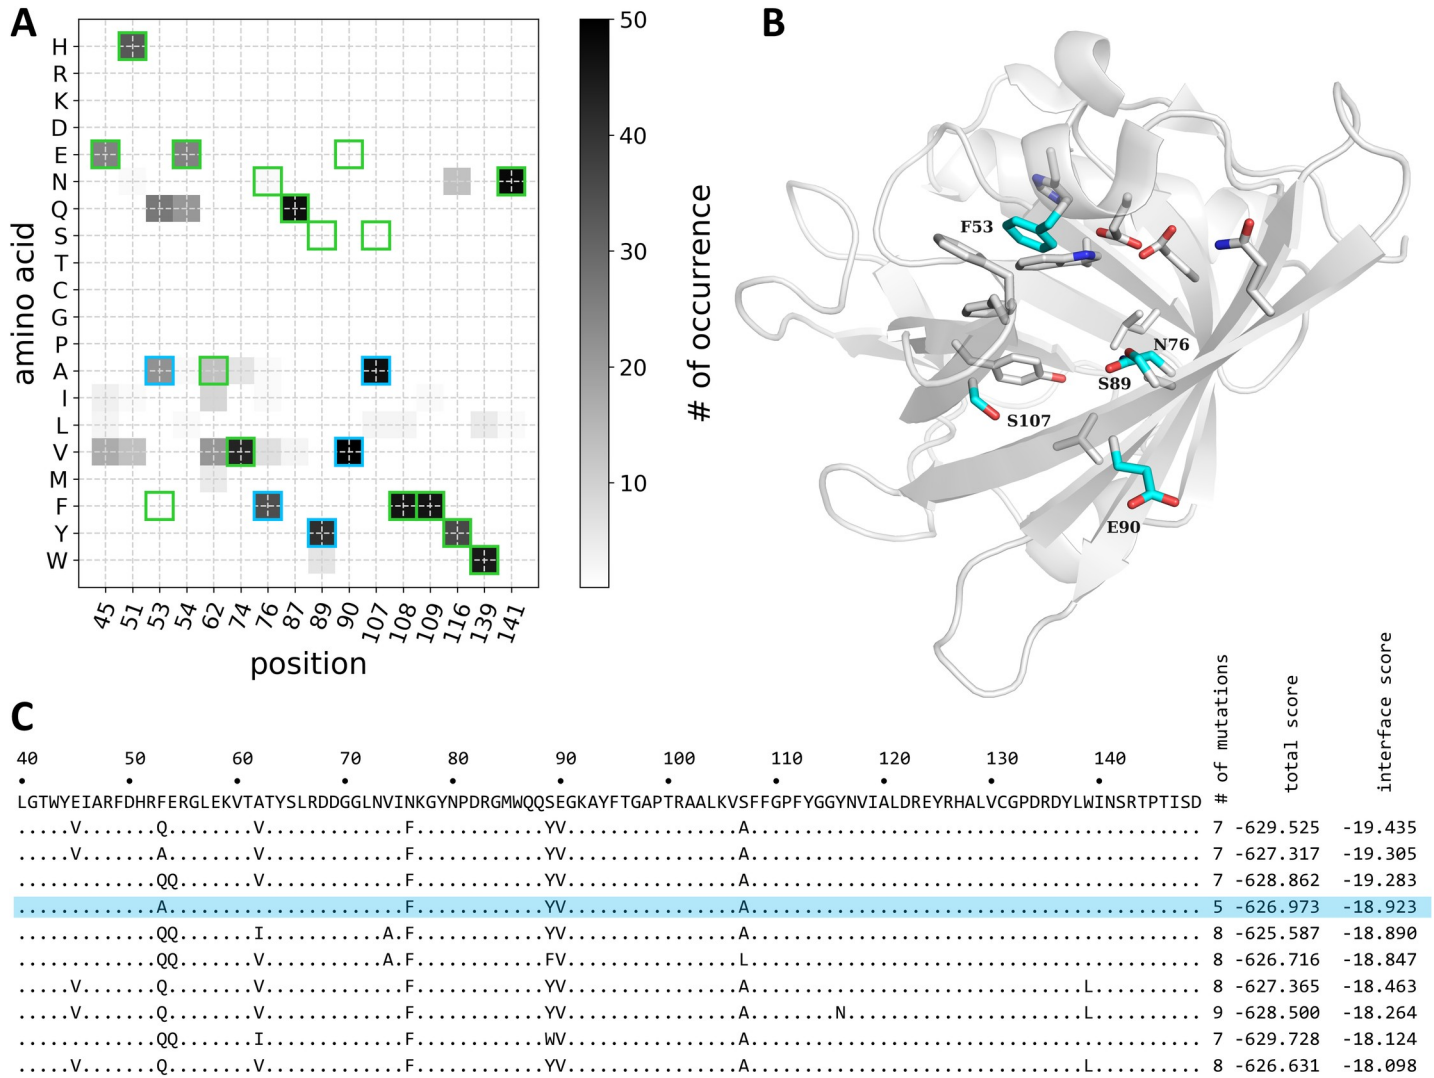 A
H
R
K
D
E
N
Q
S
T
C
G
P
A
I
L
V
M
F
Y
W
amino acid
45 51 53 54 62 74 76 87 89 90 107 108 109 116 139 141
position
50
40
30
20
10
# of occurrence
B
F53
N76
S89
S107
E90
C
# of mutations
total score
interface score
40 50 60 70 80 90 100 110 120 130 140
LGTWYEIARFDHRFERGLEKVTATYSLRDDGGLNVINKGYNPDRGMWQQSEGKAYFTGAPTRAALKVSFFGPFYGGYNVIALDREYRHALVCGPDRDYLWINSRTPTISD
.....V.......Q........V.............F............YV................A......................................... 7 -629.525 -19.435
.....V.......A........V.............F............YV................A......................................... 7 -627.317 -19.305
.............QQ.......V.............F............YV................A......................................... 7 -628.862 -19.283
.............A......................F............YV................A......................................... 5 -626.973 -18.923
.............QQ.......I...........A.F............YV................A......................................... 8 -625.587 -18.890
.............QQ.......V...........A.F............FV................L......................................... 8 -626.716 -18.847
.....V.......Q........V.............F............YV................A...............................L......... 8 -627.365 -18.463
.....V.......Q........V.............F............YV................A........N......................L......... 9 -628.500 -18.264
.............QQ.......I.............F............WV................A......................................... 7 -629.728 -18.124
.....V.......Q........V.............F............YV................A...............................L......... 8 -626.631 -18.098